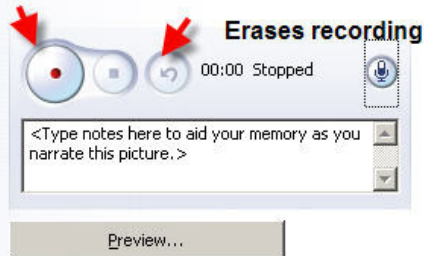 Erases recording
00:00 Stopped
<Type notes here to aid your memory as you
narrate this picture.>
Preview...